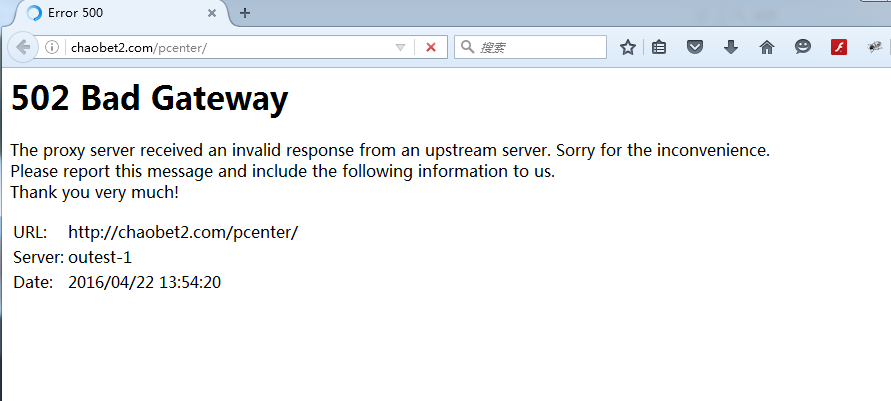 Error 500
chaobet2.com/pcenter/
搜索
502 Bad Gateway
The proxy server received an invalid response from an upstream server. Sorry for the inconvenience.
Please report this message and include the following information to us.
Thank you very much!
URL: http://chaobet2.com/pcenter/
Server: outest-1
Date: 2016/04/22 13:54:20